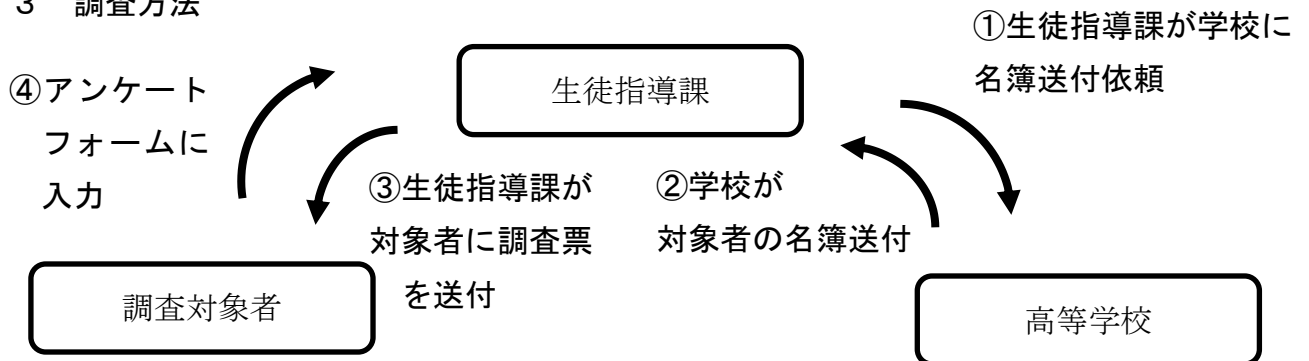 ３　調査方法
①生徒指導課が学校に
名簿送付依頼
生徒指導課
④アンケート
フォームに
入力
③生徒指導課が
対象者に調査票
を送付
②学校が
対象者の名簿送付
調査対象者
高等学校